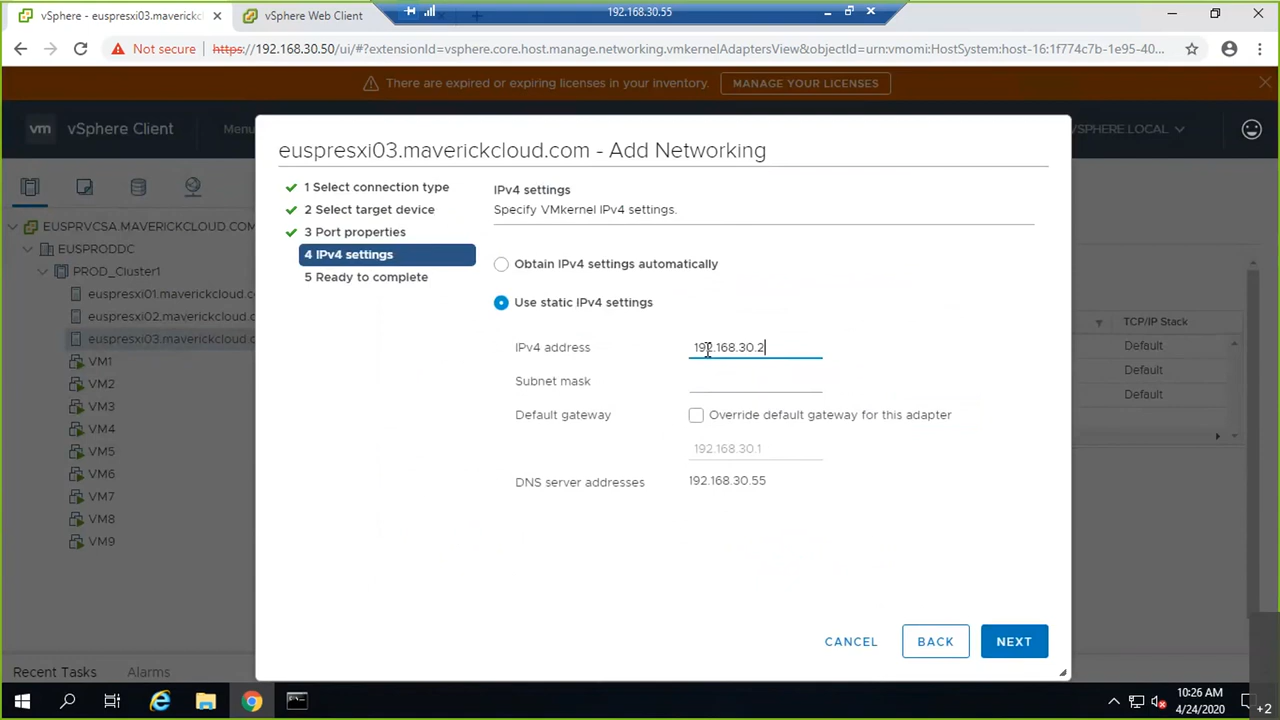 vSphere - euspresxi03.maverickcl
vSphere Web Client
192.168.30.55
Not secure
https://192.168.30.50/ui/#?extensionId=vsphere.core.host.manage.networking.vmkernelAdaptersView&objectId=urn:vmomi:HostSystem:host-16:1f774c7b-1e95-40...
There are expired or expiring licenses in your inventory.
MANAGE YOUR LICENSES
vm vSphere Client
Menu
VSPHERE LOCAL
euspresxi03.maverickcloud.com - Add Networking
1 Select connection type
2 Select target device
3 Port properties
4 IPv4 settings
5 Ready to complete
IPv4 settings
Specify VMkernel IPv4 settings.
Obtain IPv4 settings automatically
Use static IPv4 settings
IPv4 address 192.168.30.2
Subnet mask
Default gateway Override default gateway for this adapter
192.168.30.1
DNS server addresses 192.168.30.55
CANCEL
BACK
NEXT
EUSPRVCSA.MAVERICKCLOUD.COM
EUSPRODDC
PROD_Cluster1
euspresxi01.maverickcloud.c
euspresxi02.maverickcloud.c
euspresxi03.maverickcloud.c
VM1
VM2
VM3
VM4
VM5
VM6
VM7
VM8
VM9
TCP/IP Stack
Default
Default
Default
Recent Tasks
Alarms
10:26 AM
4/24/2020
+2